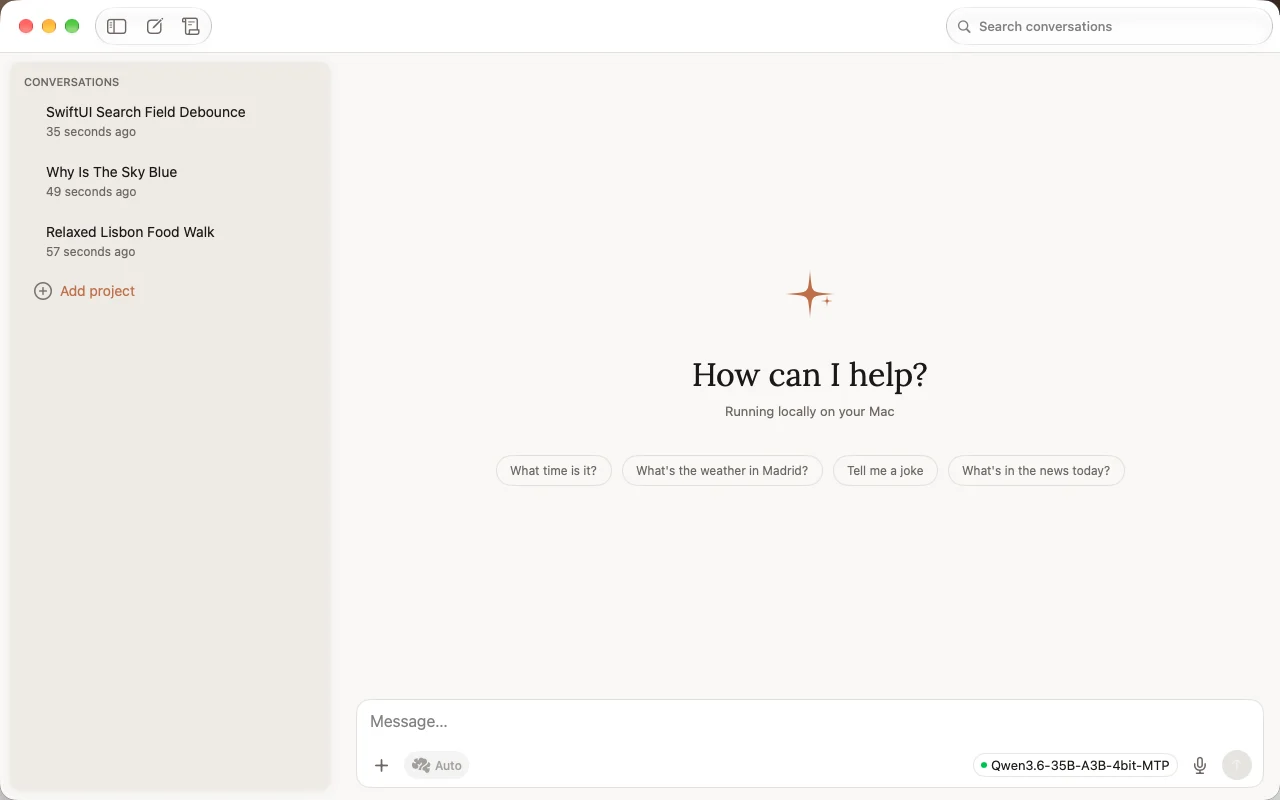 Search conversations
CONVERSATIONS
SwiftUI Search Field Debounce
35 seconds ago
Why Is The Sky Blue
49 seconds ago
Relaxed Lisbon Food Walk
57 seconds ago
Add project
How can I help?
Running locally on your Mac
What time is it?
What's the weather in Madrid?
Tell me a joke
What's in the news today?
Message...
Auto
Qwen3.6-35B-A3B-4bit-MTP